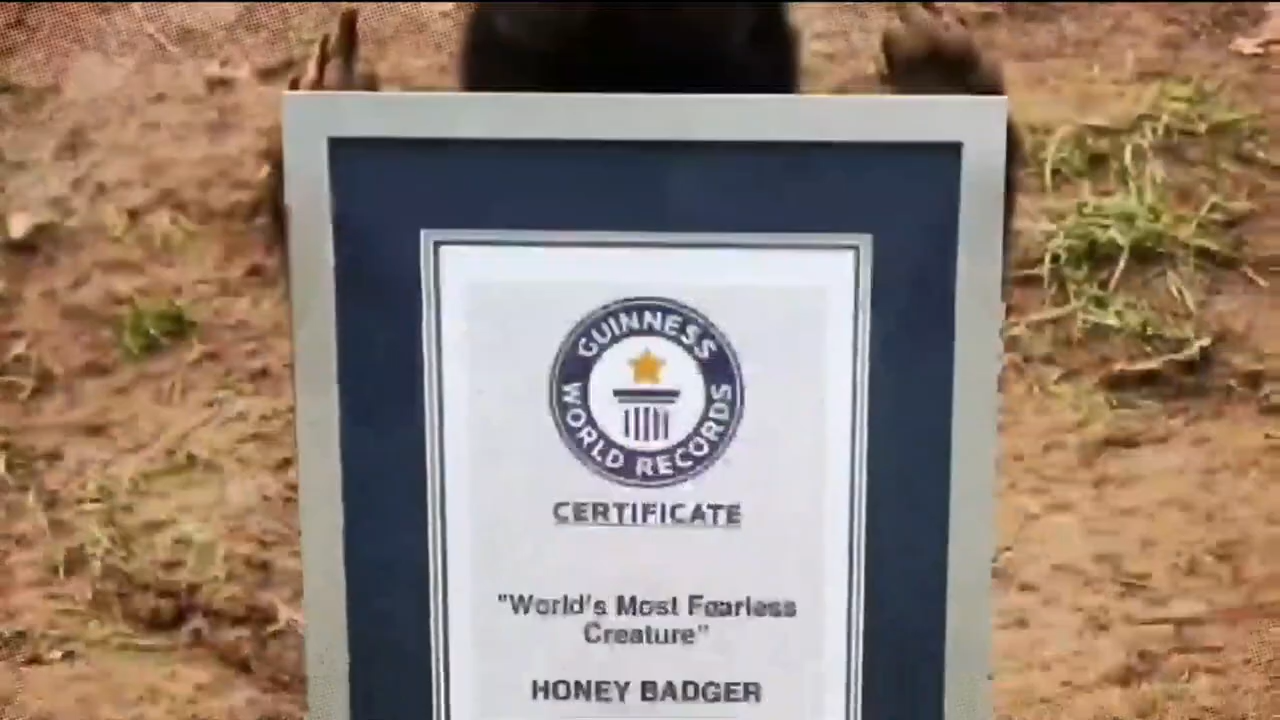 GUINNESS
WORLD RECORDS
CERTIFICATE
"World's Most Fearless
Creature"
HONEY BADGER